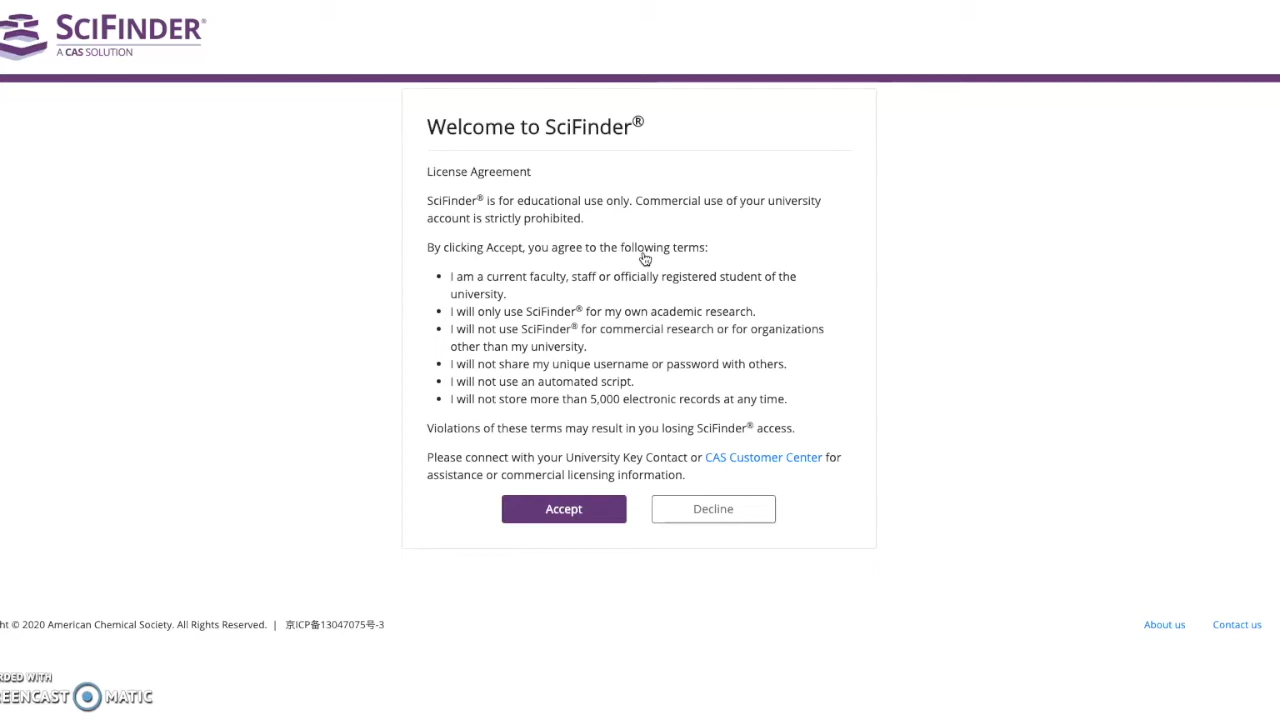 SCIFINDER®
A CAS SOLUTION
Welcome to SciFinder®
License Agreement
SciFinder® is for educational use only. Commercial use of your university
account is strictly prohibited.
By clicking Accept, you agree to the following terms:
• I am a current faculty, staff or officially registered student of the
university.
• I will only use SciFinder® for my own academic research.
• I will not use SciFinder® for commercial research or for organizations
other than my university.
• I will not share my unique username or password with others.
• I will not use an automated script.
• I will not store more than 5,000 electronic records at any time.
Violations of these terms may result in you losing SciFinder® access.
Please connect with your University Key Contact or CAS Customer Center for
assistance or commercial licensing information.
Accept Decline
ht © 2020 American Chemical Society. All Rights Reserved. | 京ICP备13047075号-3 About us Contact us
RDED WITH
REENCAST MATIC